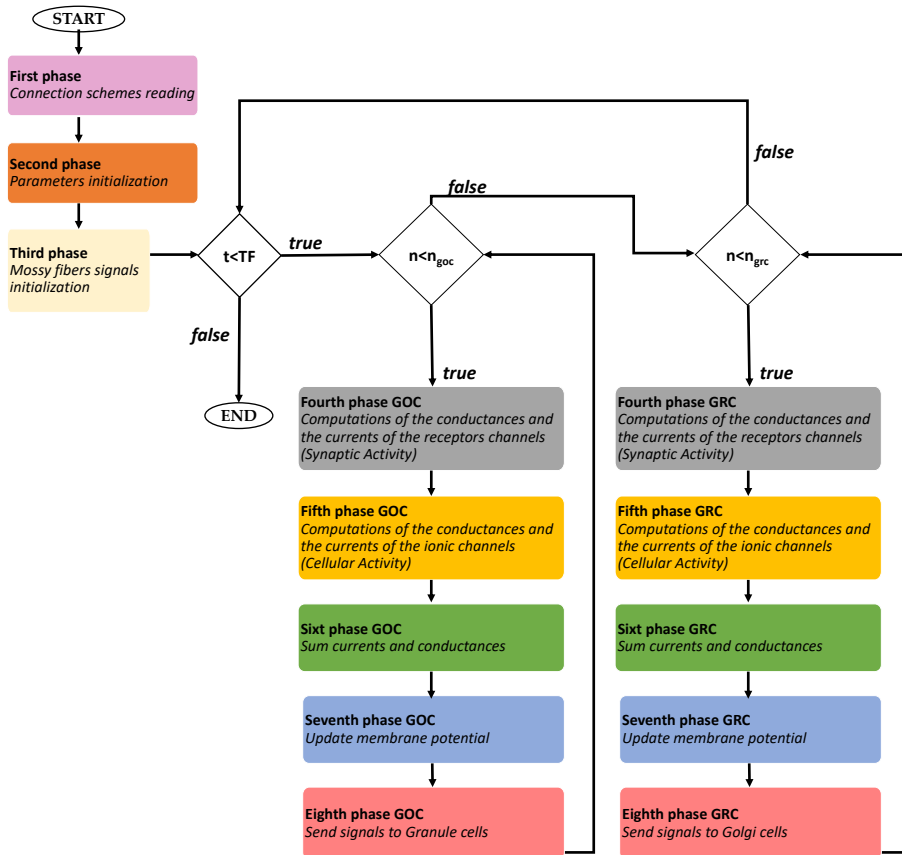 START
First phase
Connection schemes reading
Second phase
Parameters initialization
Third phase
Mossy fibers signals
initialization
t<TF
true
false
END
n<n_goc
false
true
n<n_grc
false
true
Fourth phase GOC
Computations of the conductances and
the currents of the receptors channels
(Synaptic Activity)
Fifth phase GOC
Computations of the conductances and
the currents of the ionic channels
(Cellular Activity)
Sixt phase GOC
Sum currents and conductances
Seventh phase GOC
Update membrane potential
Eighth phase GOC
Send signals to Granule cells
Fourth phase GRC
Computations of the conductances and
the currents of the receptors channels
(Synaptic Activity)
Fifth phase GRC
Computations of the conductances and
the currents of the ionic channels
(Cellular Activity)
Sixt phase GRC
Sum currents and conductances
Seventh phase GRC
Update membrane potential
Eighth phase GRC
Send signals to Golgi cells